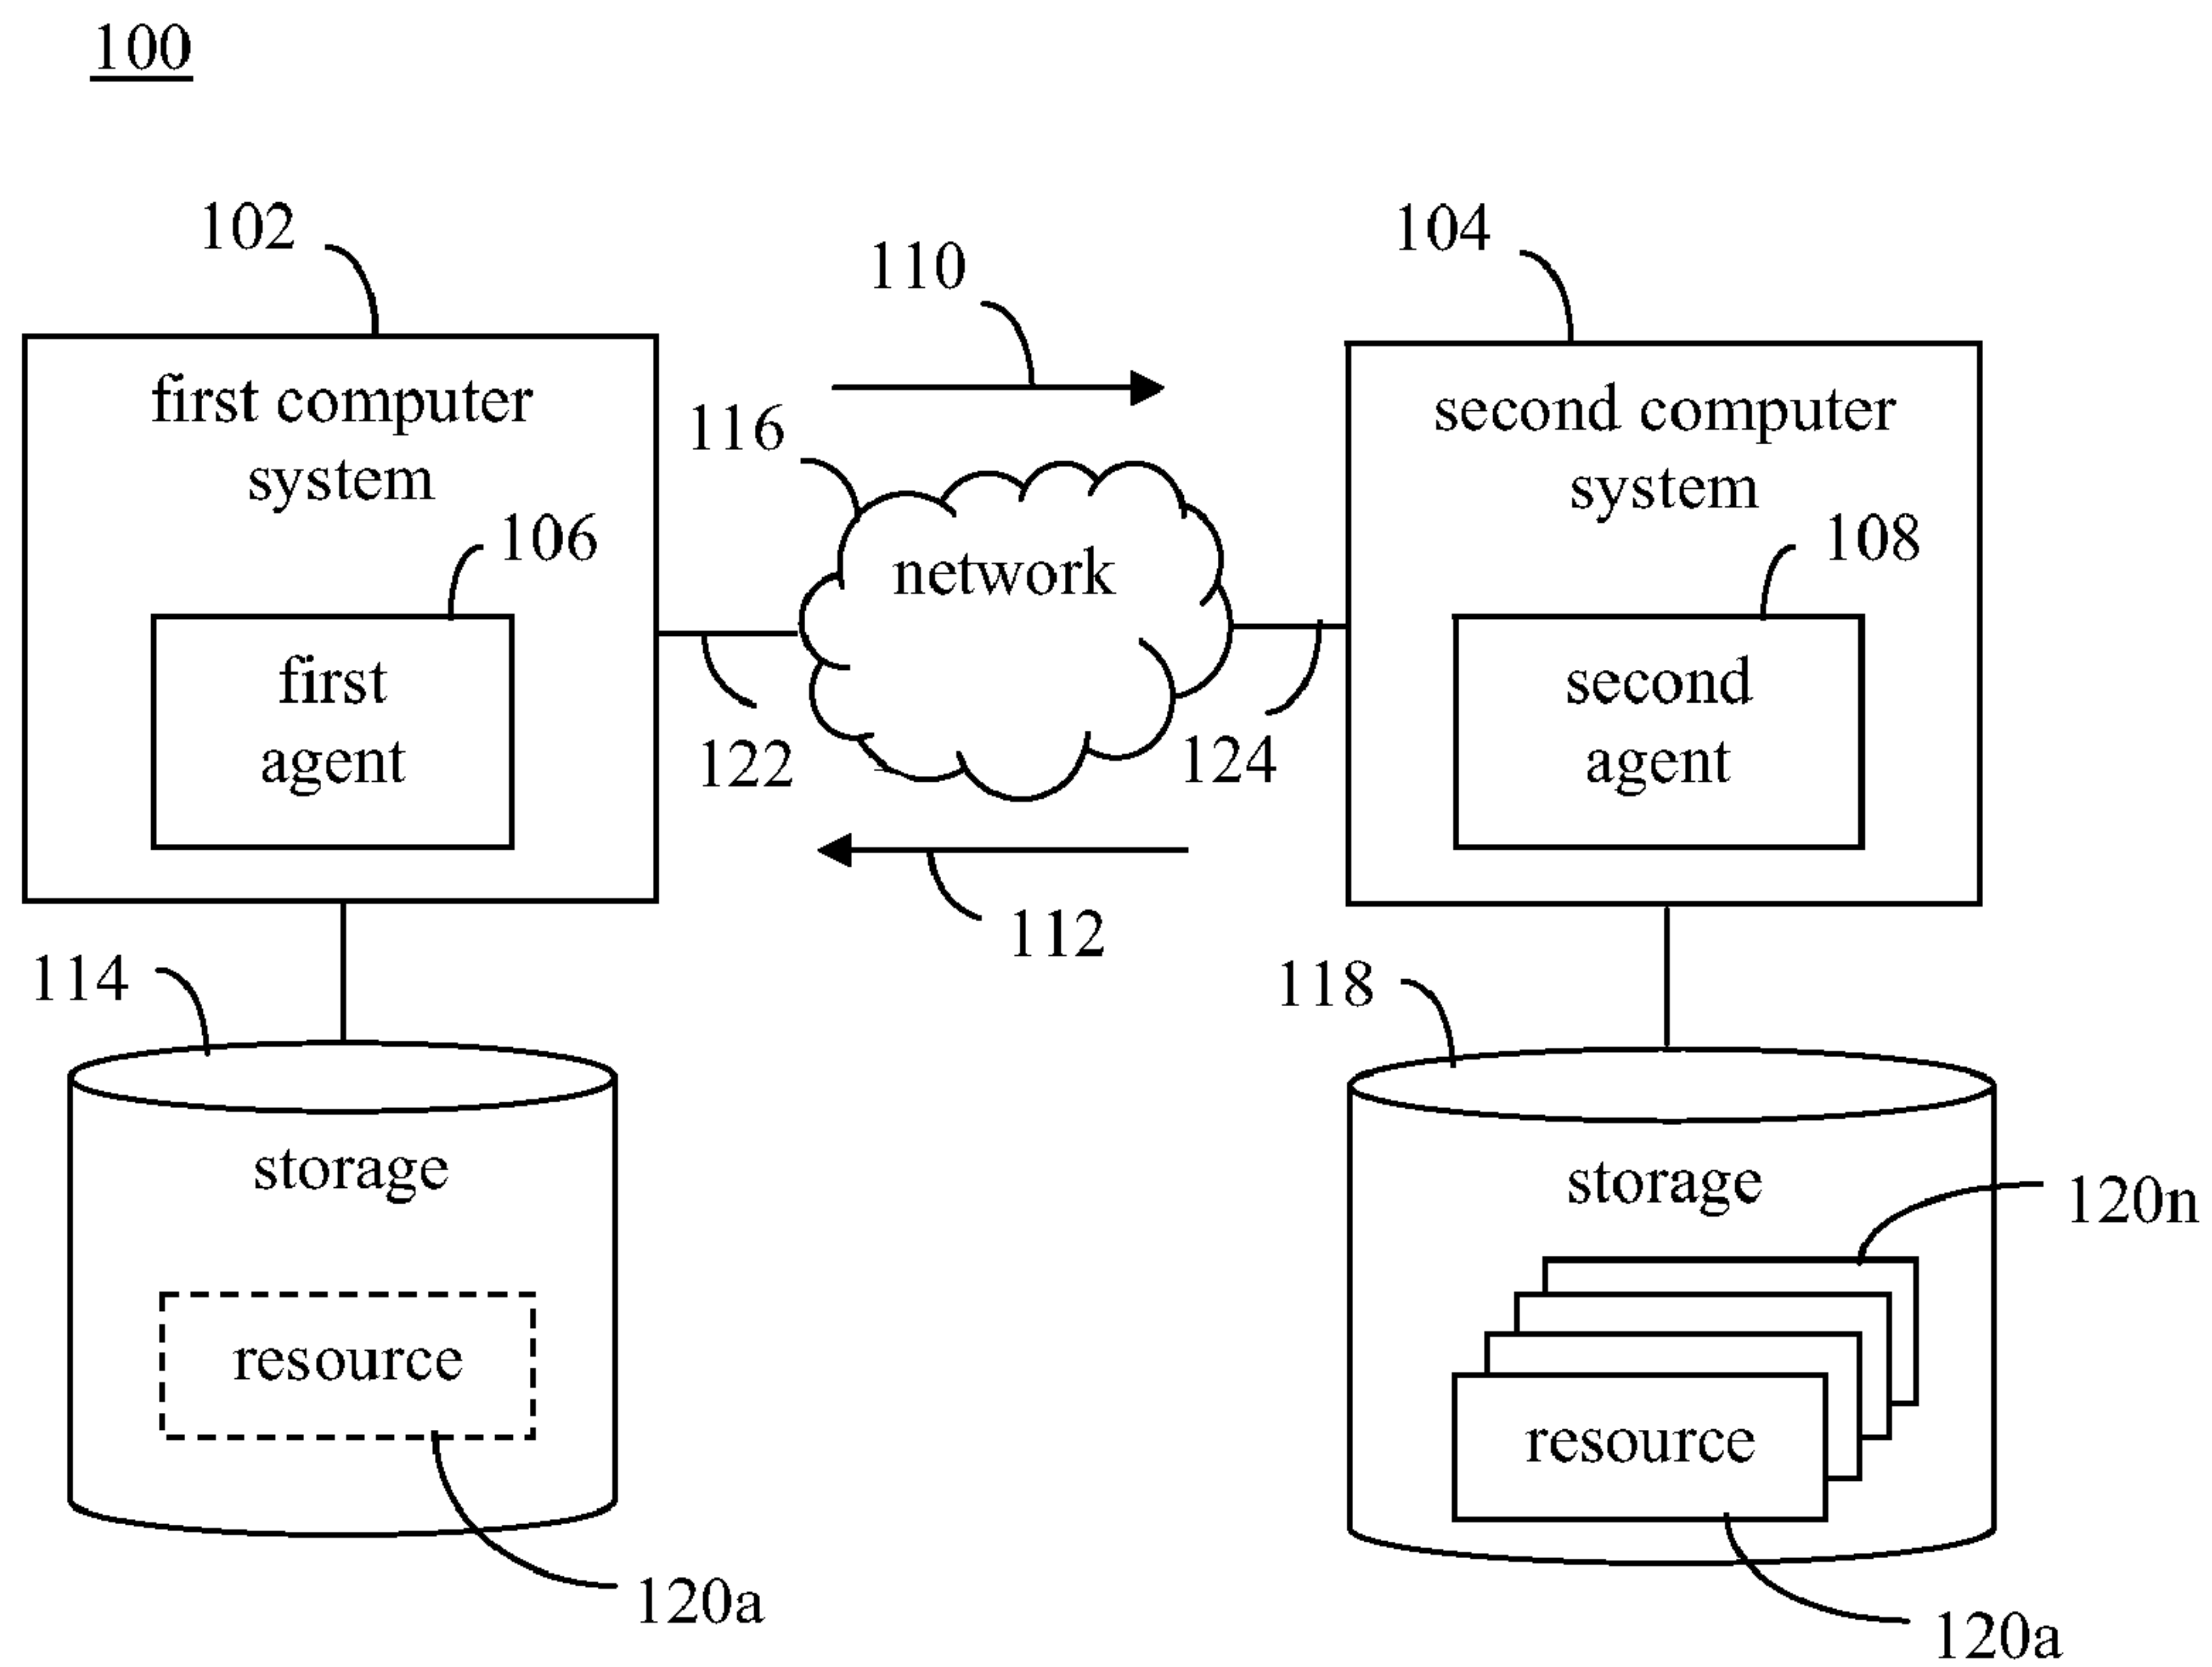 100
102
104
110
first computer
system
116
second computer
system
106
108
network
first
agent
second
agent
122
124
112
114
118
storage
storage
120n
resource
resource
120a
120a